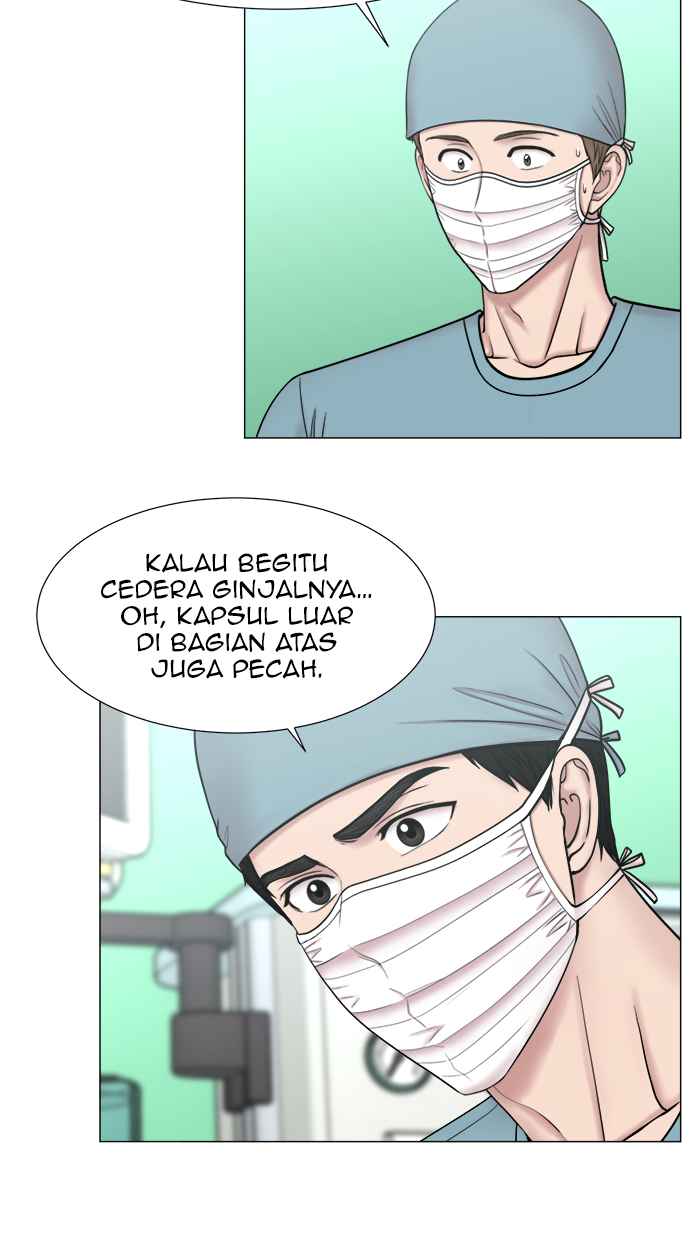 KALAU BEGITU
CEDERA GINJALNYA...
OH, KAPSUL LUAR
DI BAGIAN ATAS
JUGA PECAH.